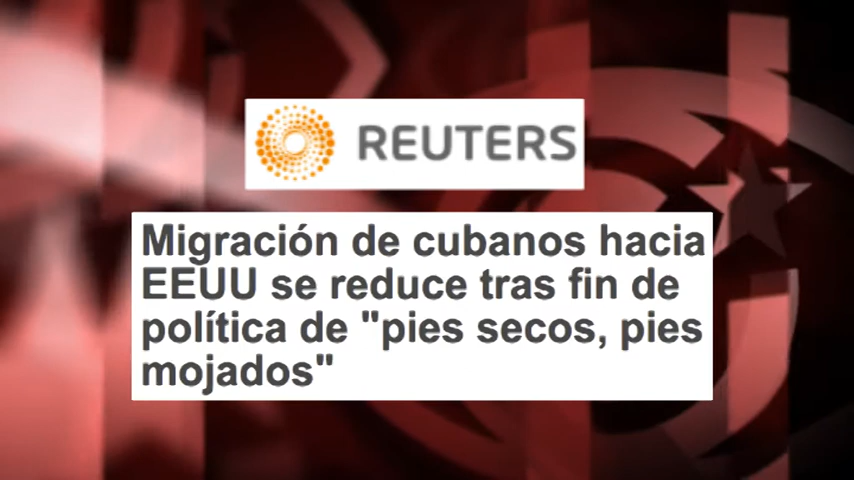 REUTERS
Migración de cubanos hacia
EEUU se reduce tras fin de
política de "pies secos, pies
mojados"